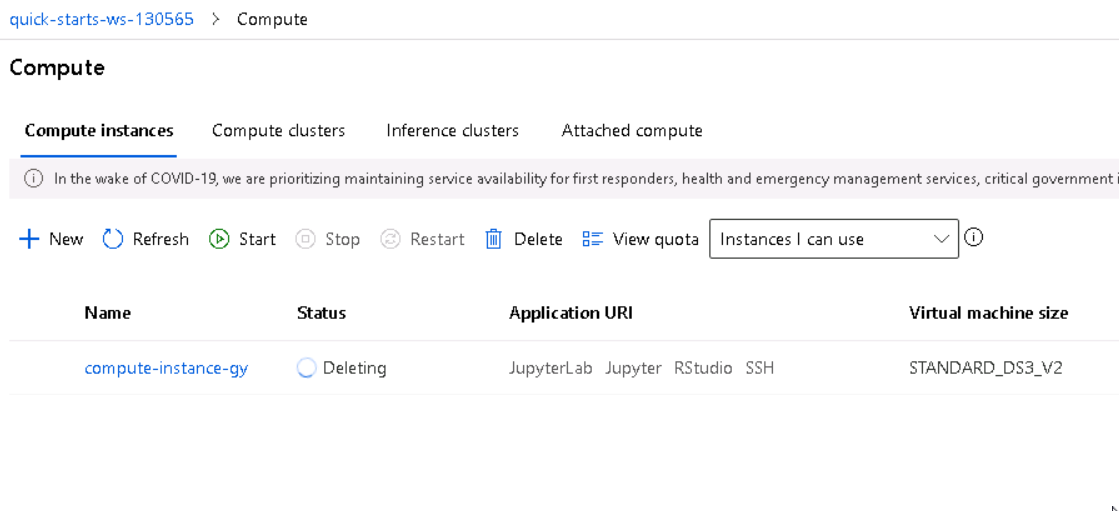 quick-starts-ws-130565 > Compute
Compute
Compute instances Compute clusters Inference clusters Attached compute
In the wake of COVID-19, we are prioritizing maintaining service availability for first responders, health and emergency management services, critical government
New Refresh Start Stop Restart Delete View quota Instances I can use
Name Status Application URI Virtual machine size
compute-instance-gy Deleting JupyterLab Jupyter RStudio SSH STANDARD_DS3_V2